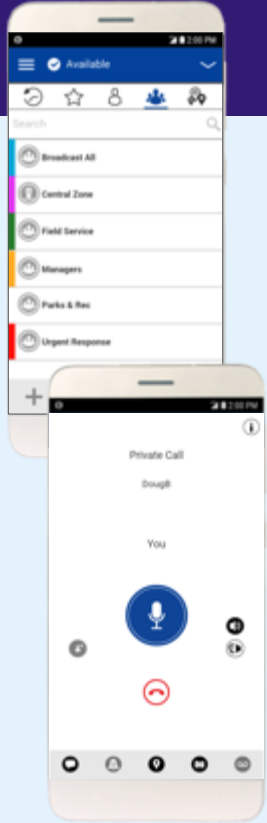 2:00 PM
Available
Search
Broadcast All
Central Zone
Field Service
Managers
Parks & Rec
Urgent Response
2:00 PM
Private Call
DougB
You